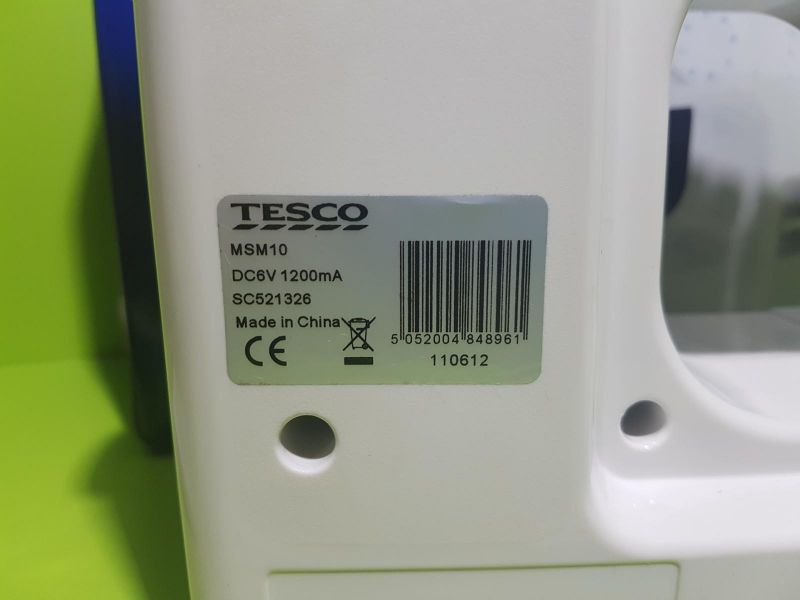 TESCO
MSM10
DC6V 1200mA
SC521326
Made in China
CE
5 052004 848961
110612